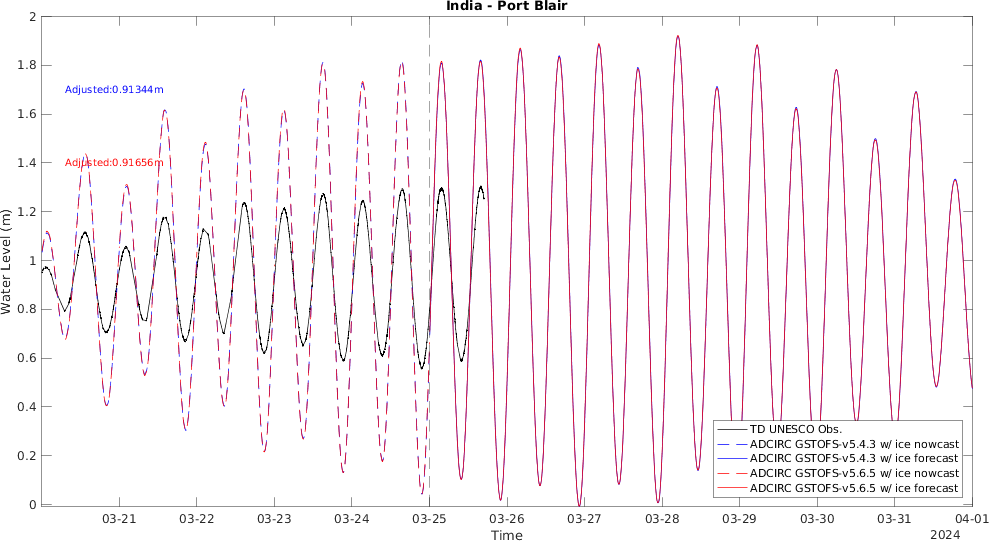 India - Port Blair
Water Level (m)
2
1.8
1.6
1.4
1.2
1
0.8
0.6
0.4
0.2
0
Adjusted:0.91344m
Adjusted:0.91656m
TD UNESCO Obs.
ADCIRC GSTOFS-v5.4.3 w/ ice nowcast
ADCIRC GSTOFS-v5.4.3 w/ ice forecast
ADCIRC GSTOFS-v5.6.5 w/ ice nowcast
ADCIRC GSTOFS-v5.6.5 w/ ice forecast
03-21 03-22 03-23 03-24 03-25 03-26 03-27 03-28 03-29 03-30 03-31 04-01
Time
2024